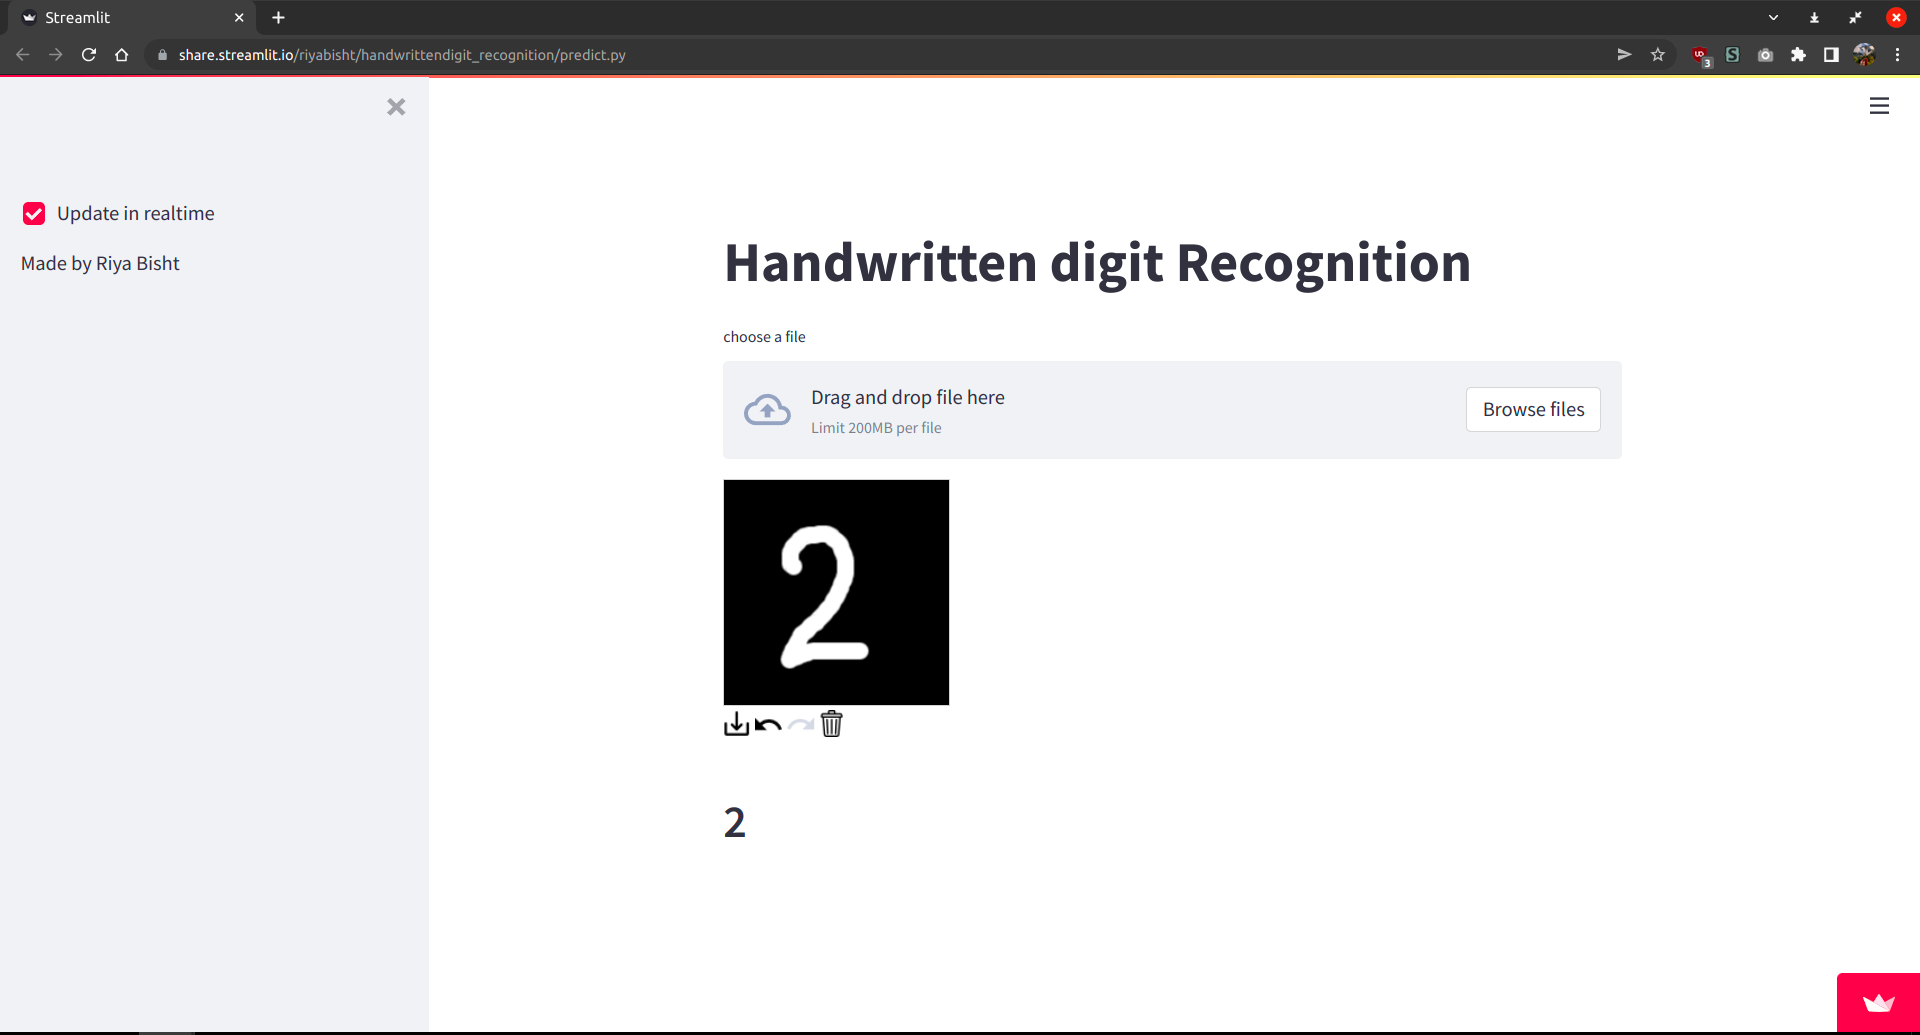 Streamlit
share.streamlit.io/riyabisht/handwrittendigit_recognition/predict.py
3
Update in realtime
Made by Riya Bisht
Handwritten digit Recognition
choose a file
Drag and drop file here
Limit 200MB per file
Browse files
2
2